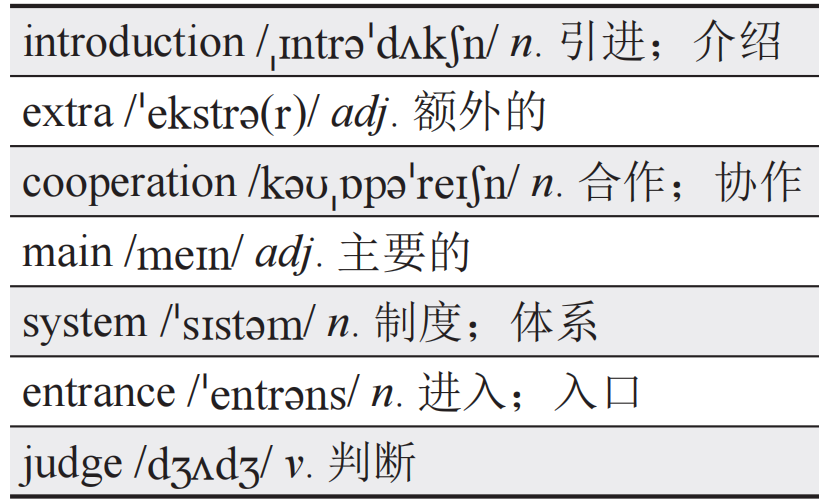 introduction /ˌɪntrəˈdʌkʃn/ n. 引进；介绍
extra /ˈekstrə(r)/ adj. 额外的
cooperation /kəʊˌɒpəˈreɪʃn/ n. 合作；协作
main /meɪn/ adj. 主要的
system /ˈsɪstəm/ n. 制度；体系
entrance /ˈentrəns/ n. 进入；入口
judge /dʒʌdʒ/ v. 判断